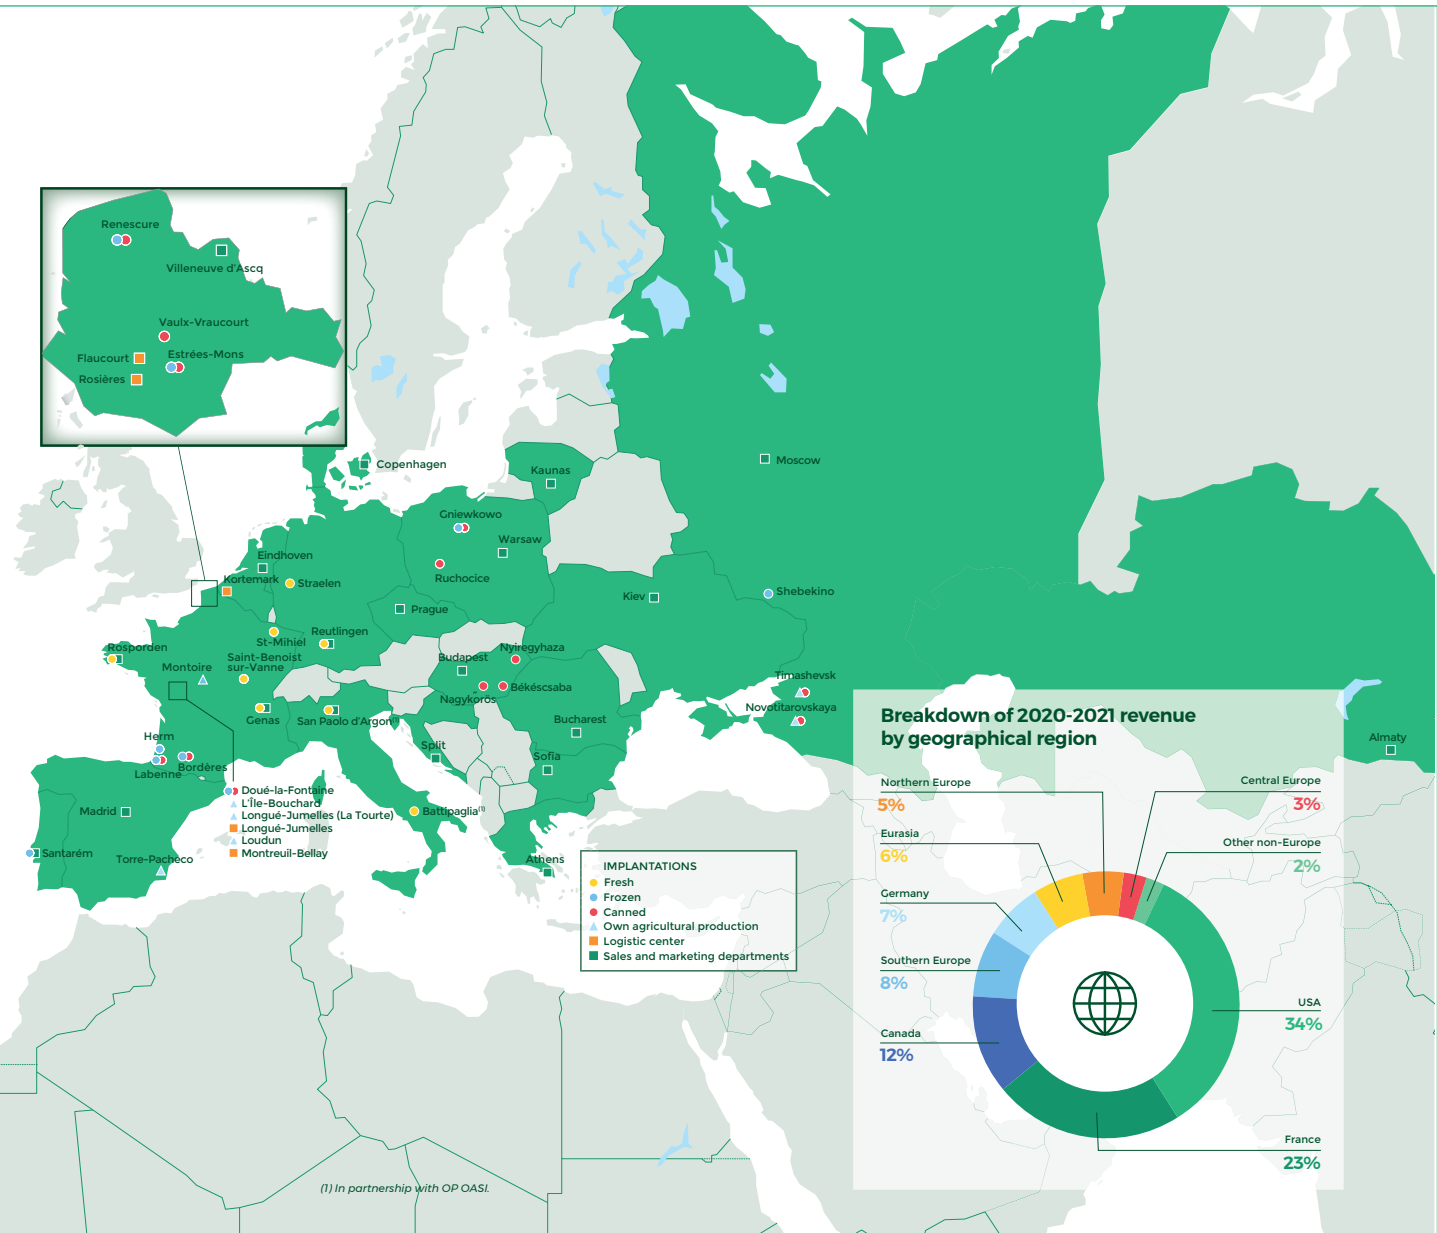 Renescure
Villeneuve d'Ascq
Vaulx-Vraucourt
Flaucourt
Estrées-Mons
Rosières
Copenhagen
Kaunas
Moscow
Gniewkowo
Warsaw
Eindhoven
Kortemark
Straelen
Ruchocice
Prague
Kiev
Shebekino
St-Mihiel
Reutlingen
Rosporden
Saint-Benoist
sur-Vanne
Montoire
Budapest
Nyiregyhaza
Nagykorös
Békéscsaba
Timashevsk
Novotitarovskaya
Genas
San Paolo d'Argon(1)
Bucharest
Herm
Split
Sofia
Labenne
Bordères
Almaty
Doué-la-Fontaine
L'Île-Bouchard
Longué-Jumelles (La Tourte)
Longué-Jumelles
Loudun
Montreuil-Bellay
Madrid
Battipaglia(1)
Santarém
Torre-Pacheco
Athens
IMPLANTATIONS
Fresh
Frozen
Canned
Own agricultural production
Logistic center
Sales and marketing departments
Breakdown of 2020-2021 revenue
by geographical region
Northern Europe
5%
Eurasia
6%
Germany
7%
Southern Europe
8%
Canada
12%
Central Europe
3%
Other non-Europe
2%
USA
34%
France
23%
(1) In partnership with OP OASI.